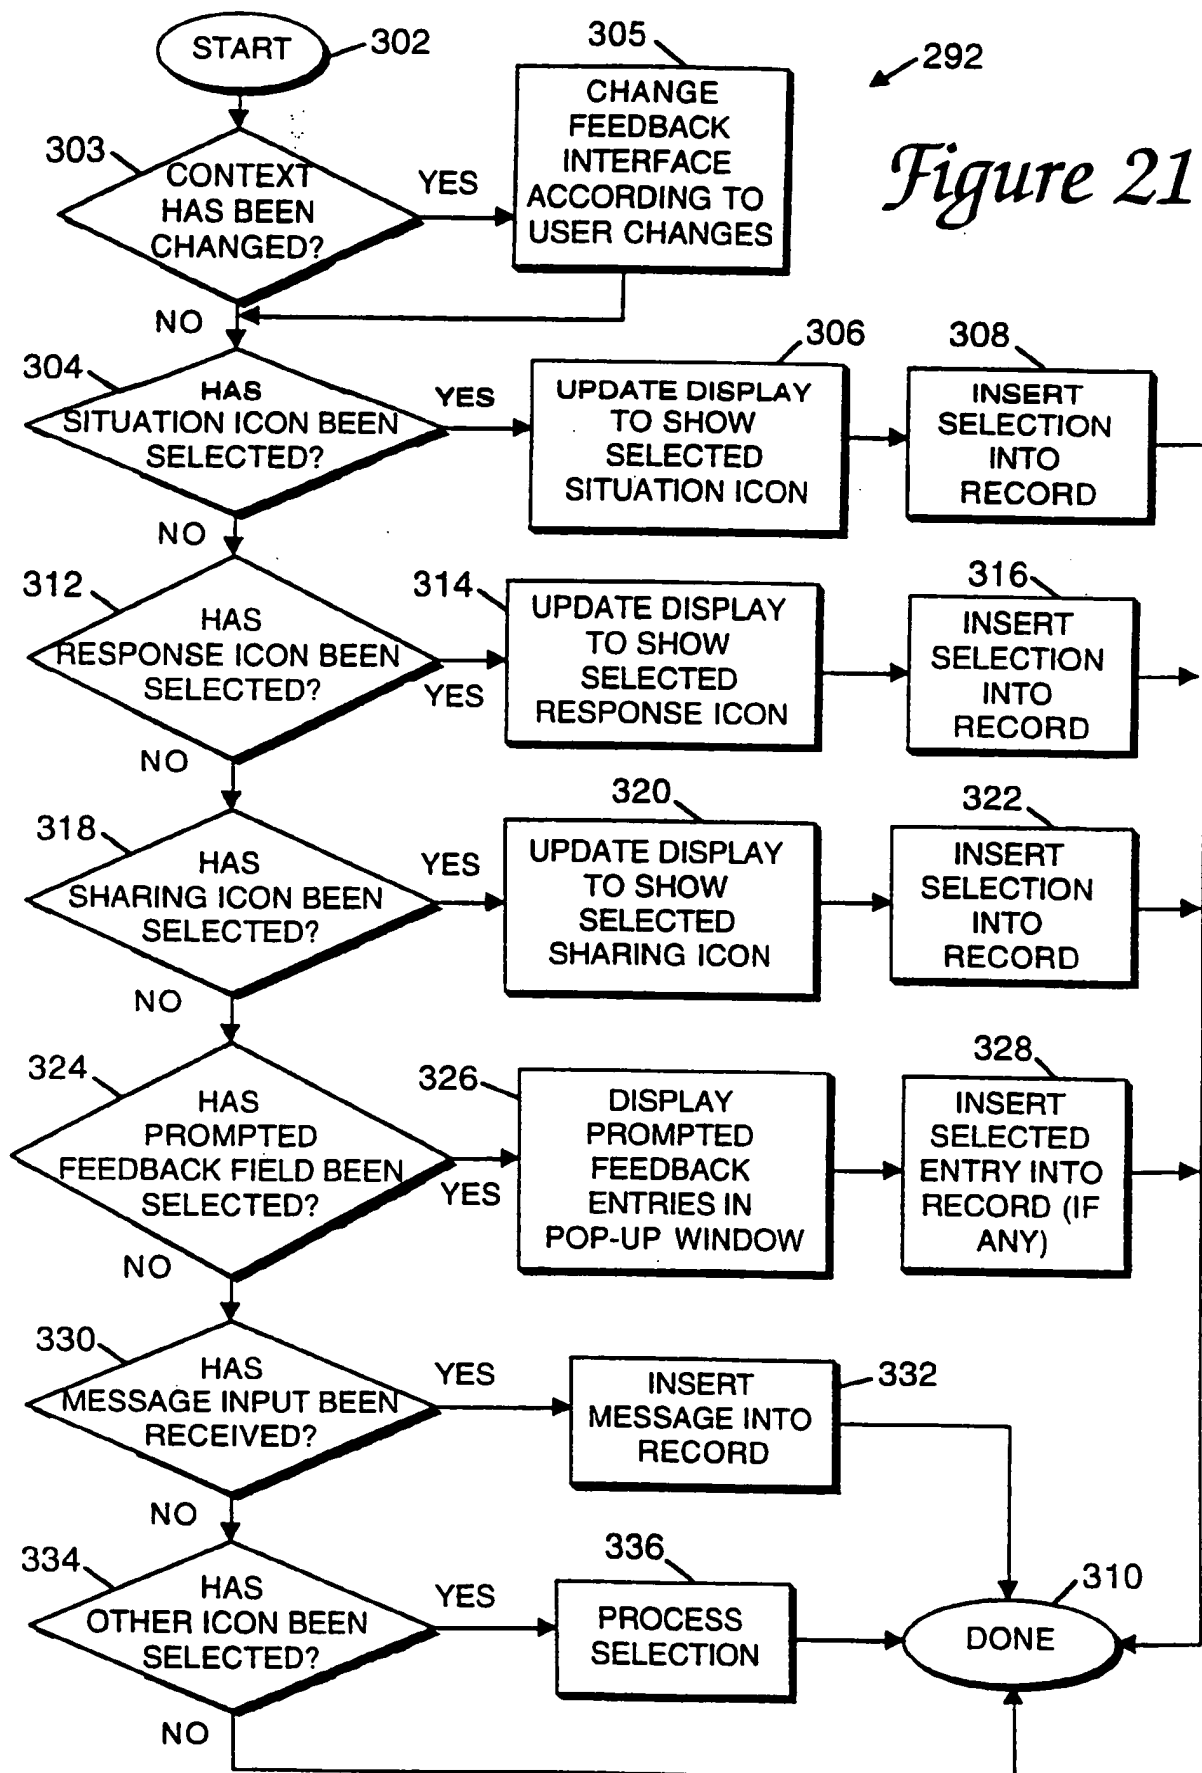 START
302
305
292
CHANGE
FEEDBACK
INTERFACE
ACCORDING TO
USER CHANGES
Figure 21
303
CONTEXT
HAS BEEN
CHANGED?
YES
NO
304
HAS
SITUATION ICON BEEN
SELECTED?
YES
306
UPDATE DISPLAY
TO SHOW
SELECTED
SITUATION ICON
308
INSERT
SELECTION
INTO
RECORD
NO
312
HAS
RESPONSE ICON BEEN
SELECTED?
YES
314
UPDATE DISPLAY
TO SHOW
SELECTED
RESPONSE ICON
316
INSERT
SELECTION
INTO
RECORD
NO
318
HAS
SHARING ICON BEEN
SELECTED?
YES
320
UPDATE DISPLAY
TO SHOW
SELECTED
SHARING ICON
322
INSERT
SELECTION
INTO
RECORD
NO
324
HAS
PROMPTED
FEEDBACK FIELD BEEN
SELECTED?
YES
326
DISPLAY
PROMPTED
FEEDBACK
ENTRIES IN
POP-UP WINDOW
328
INSERT
SELECTED
ENTRY INTO
RECORD (IF
ANY)
NO
330
HAS
MESSAGE INPUT BEEN
RECEIVED?
YES
INSERT
MESSAGE INTO
RECORD
332
NO
334
HAS
OTHER ICON BEEN
SELECTED?
YES
336
PROCESS
SELECTION
310
DONE
NO